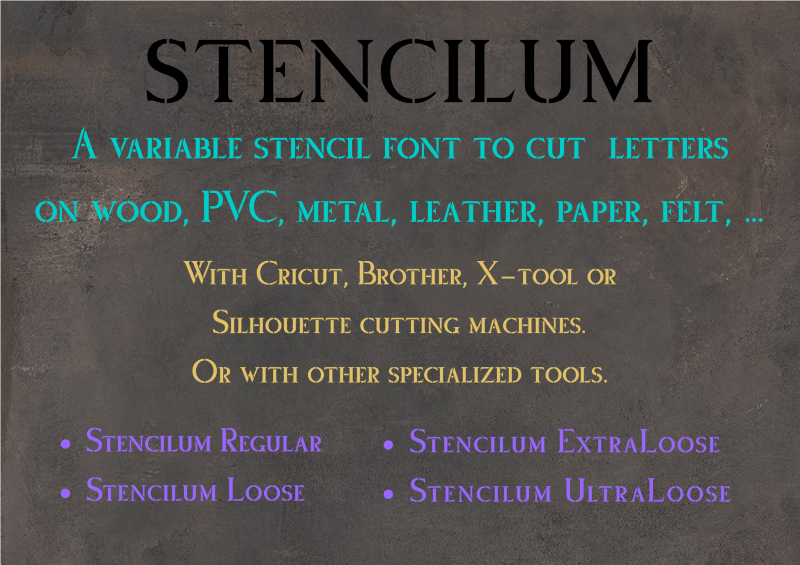 STENCILUM
A variable stencil font to cut letters
on wood, PVC, metal, leather, paper, felt, ...
With Cricut, Brother, X-tool or
Silhouette cutting machines.
Or with other specialized tools.
• Stencilum Regular
• Stencilum Loose
• Stencilum ExtraLoose
• Stencilum UltraLoose